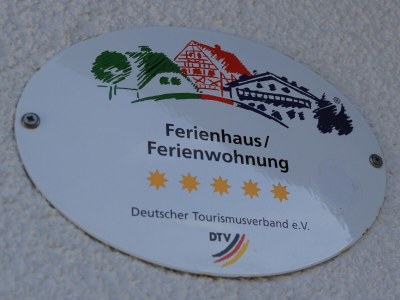 ®
Ferienhaus/
Ferienwohnung
Deutscher Tourismusverband e.V.
DTV